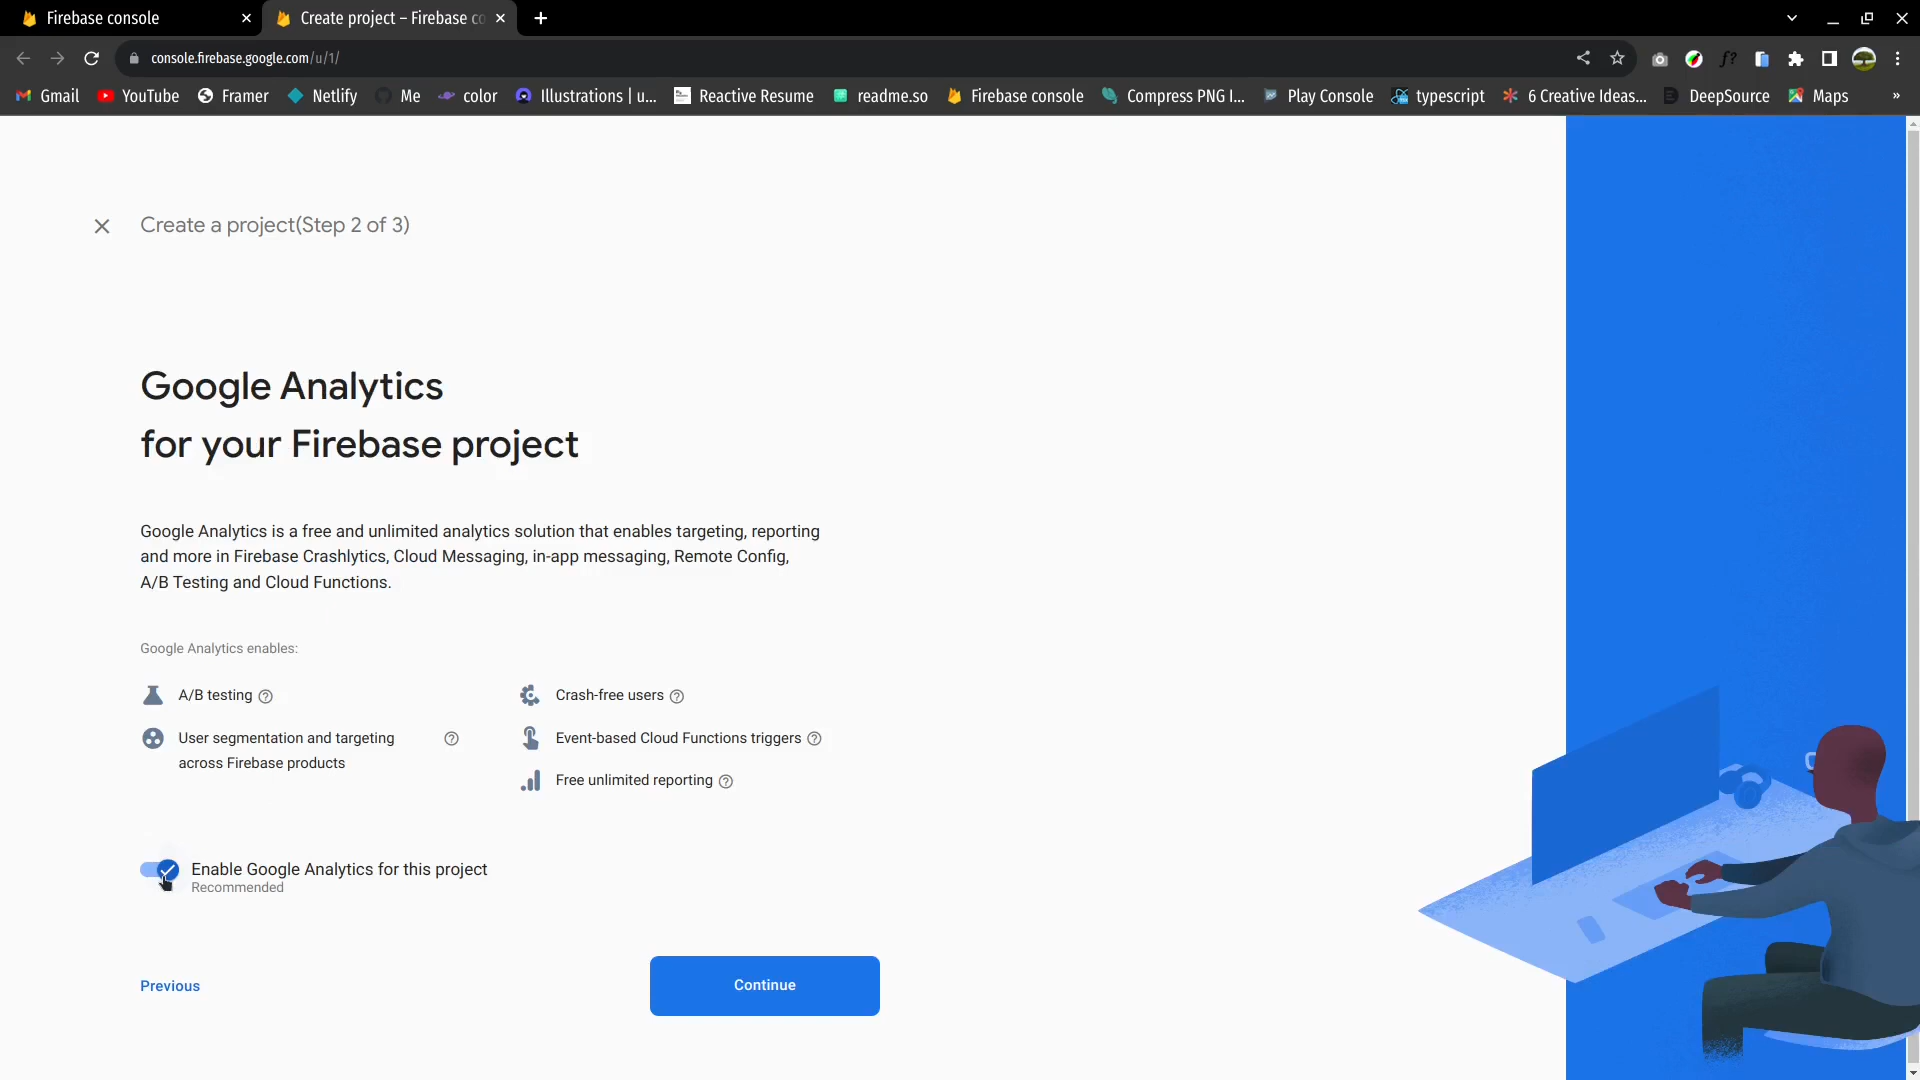 Firebase console
Create project – Firebase co
console.firebase.google.com/u/1/
Gmail
YouTube
Framer
Netlify
Me
color
Illustrations | u...
Reactive Resume
readme.so
Firebase console
Compress PNG I...
Play Console
typescript
6 Creative Ideas...
DeepSource
Maps
»
Create a project(Step 2 of 3)
Google Analytics
for your Firebase project
Google Analytics is a free and unlimited analytics solution that enables targeting, reporting
and more in Firebase Crashlytics, Cloud Messaging, in-app messaging, Remote Config,
A/B Testing and Cloud Functions.
Google Analytics enables:
A/B testing
Crash-free users
User segmentation and targeting
across Firebase products
Event-based Cloud Functions triggers
Free unlimited reporting
Enable Google Analytics for this project
Recommended
Previous
Continue